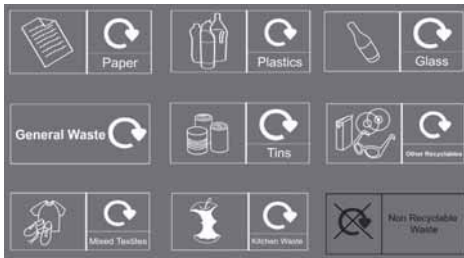 Paper
Plastics
Glass
General Waste
Tins
Other Recyclables
Mixed Textiles
Kitchen Waste
Non Recyclable
Waste